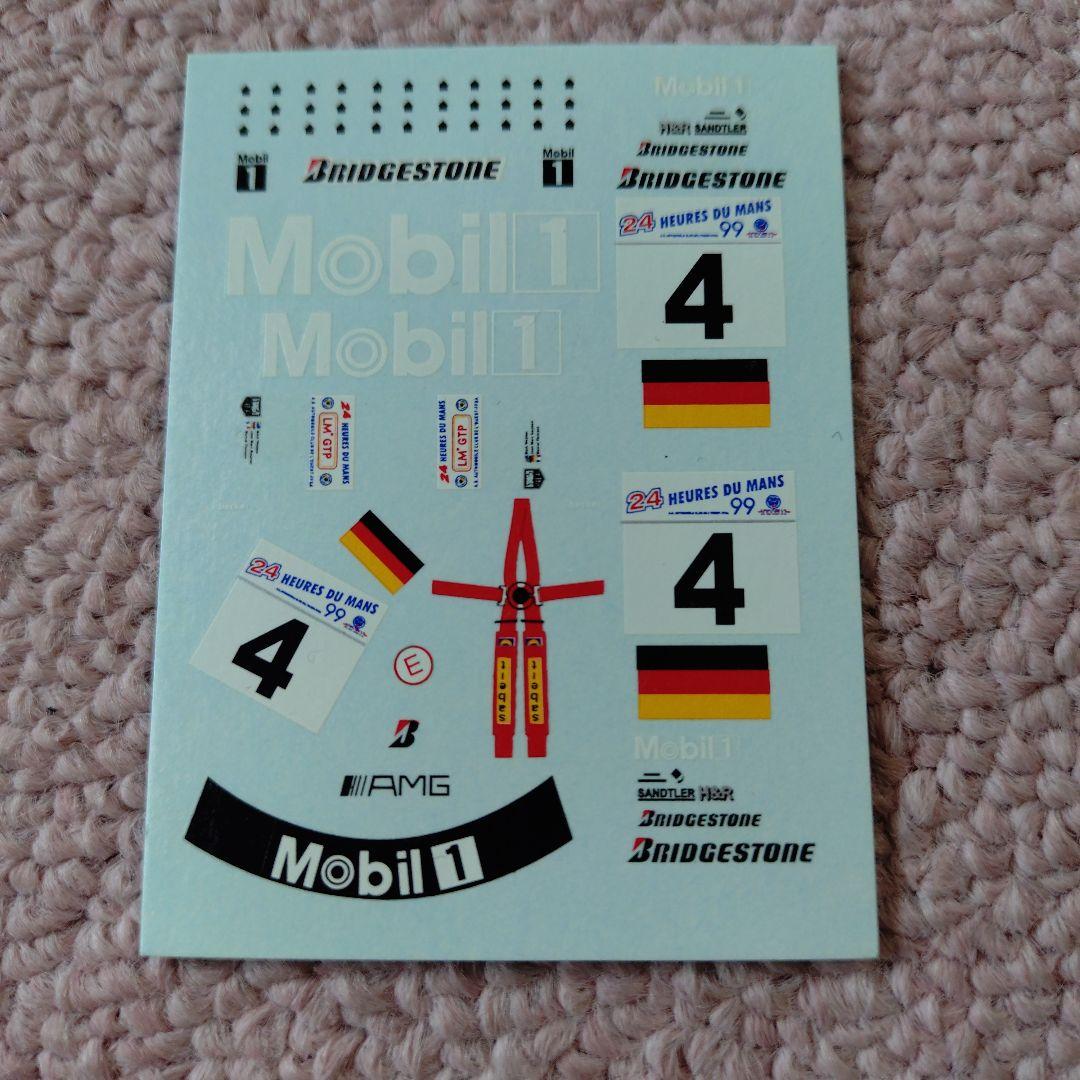 Mobil 1
H&R SANDTLER
BRIDGESTONE
Mobil
1
BRIDGESTONE
Mobil
1
BRIDGESTONE
24 HEURES DU MANS
99
4
Mobil 1
Mobil 1
24 HEURES DU MANS
LM GTP
24 HEURES DU MANS
LM GTP
24 HEURES DU MANS
99
4
24 HEURES DU MANS
99
4
E
sabelt
sabelt
B
AMG
Mobil 1
Mobil 1
SANDTLER H&R
BRIDGESTONE
BRIDGESTONE